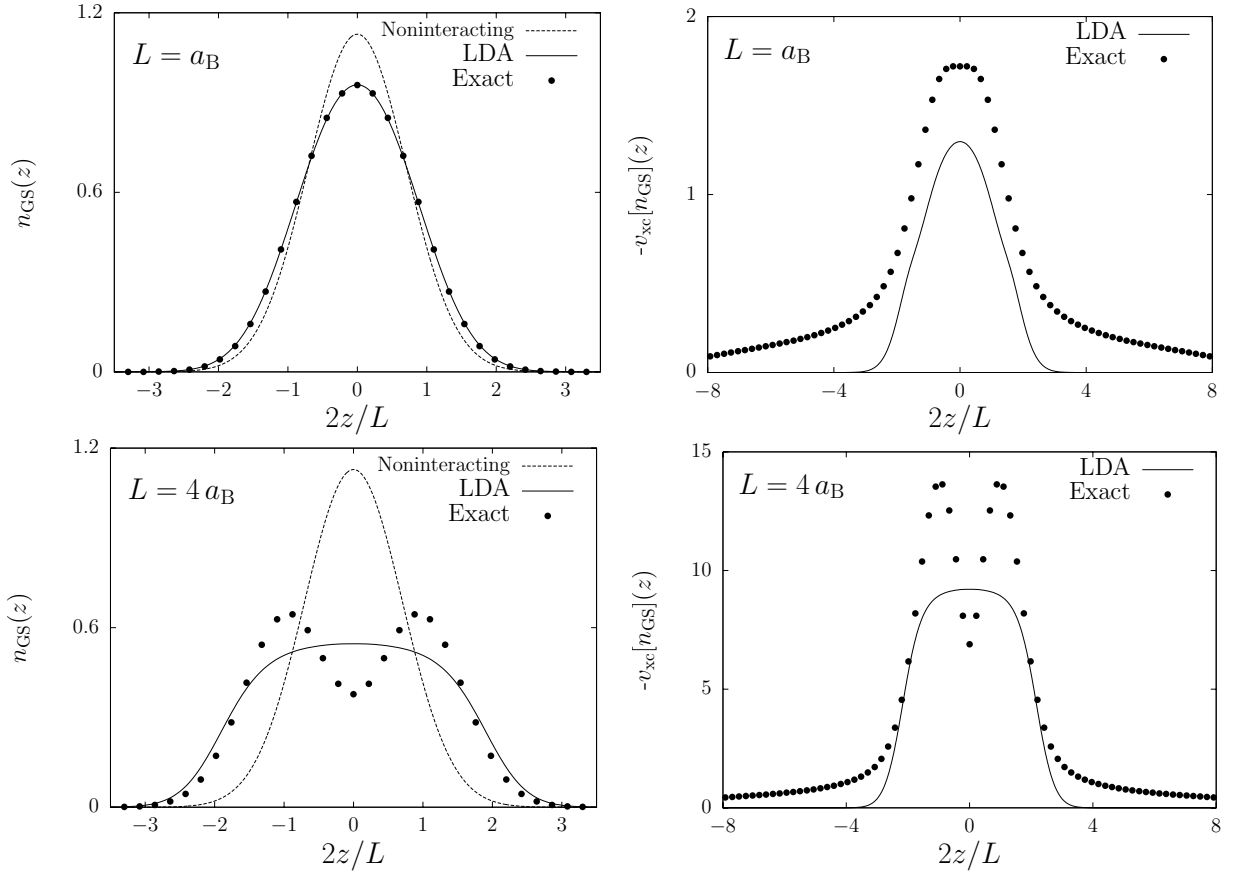 1.2
0.6
0
n_GS(z)
L = a_B
Noninteracting
LDA
Exact
−3 −2 −1 0 1 2 3
2z/L
2
1
0
-v_xc[n_GS](z)
L = a_B
LDA
Exact
−8 −4 0 4 8
2z/L
1.2
0.6
0
n_GS(z)
L = 4 a_B
Noninteracting
LDA
Exact
−3 −2 −1 0 1 2 3
2z/L
15
10
5
0
-v_xc[n_GS](z)
L = 4 a_B
LDA
Exact
−8 −4 0 4 8
2z/L